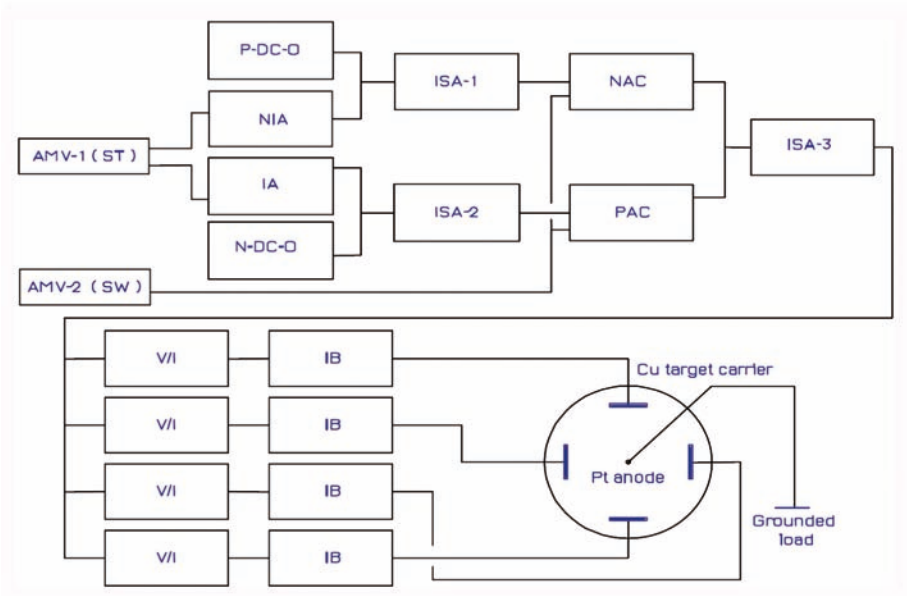 P-DC-O
ISA-1
NAC
NIA
AMV-1 ( ST )
ISA-3
IA
ISA-2
PAC
N-DC-O
AMV-2 ( SW )
V/I
IB
Cu target carrier
V/I
IB
Pt anode
V/I
IB
Grounded
load
V/I
IB